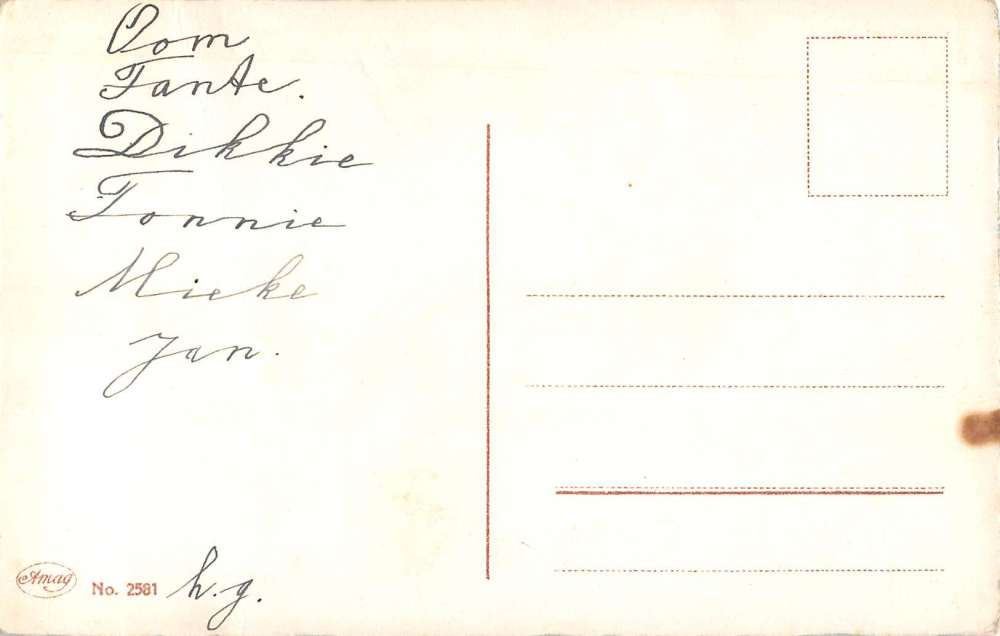 Oom
Tante.
Dikkie
Tonnie
Mieke
Jan.
Amag No. 2581 h.g.